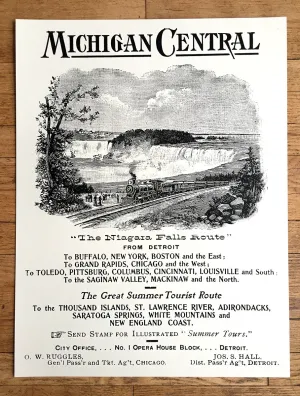 MICHIGAN CENTRAL
"The Niagara Falls Route"
FROM DETROIT
To BUFFALO, NEW YORK, BOSTON and the East;
To GRAND RAPIDS, CHICAGO and the West;
To TOLEDO, PITTSBURG, COLUMBUS, CINCINNATI, LOUISVILLE and South;
To the SAGINAW VALLEY, MACKINAW and the North.
The Great Summer Tourist Route
To the THOUSAND ISLANDS, ST. LAWRENCE RIVER, ADIRONDACKS,
SARATOGA SPRINGS, WHITE MOUNTAINS and
NEW ENGLAND COAST.
☞ SEND STAMP FOR ILLUSTRATED "Summer Tours."
CITY OFFICE, . . . . No. 1 OPERA HOUSE BLOCK, . . . DETROIT.
O. W. RUGGLES, JOS. S. HALL,
Gen'l Pass'r and Tkt. Ag't, CHICAGO. Dist. Pass'r Ag't, DETROIT.